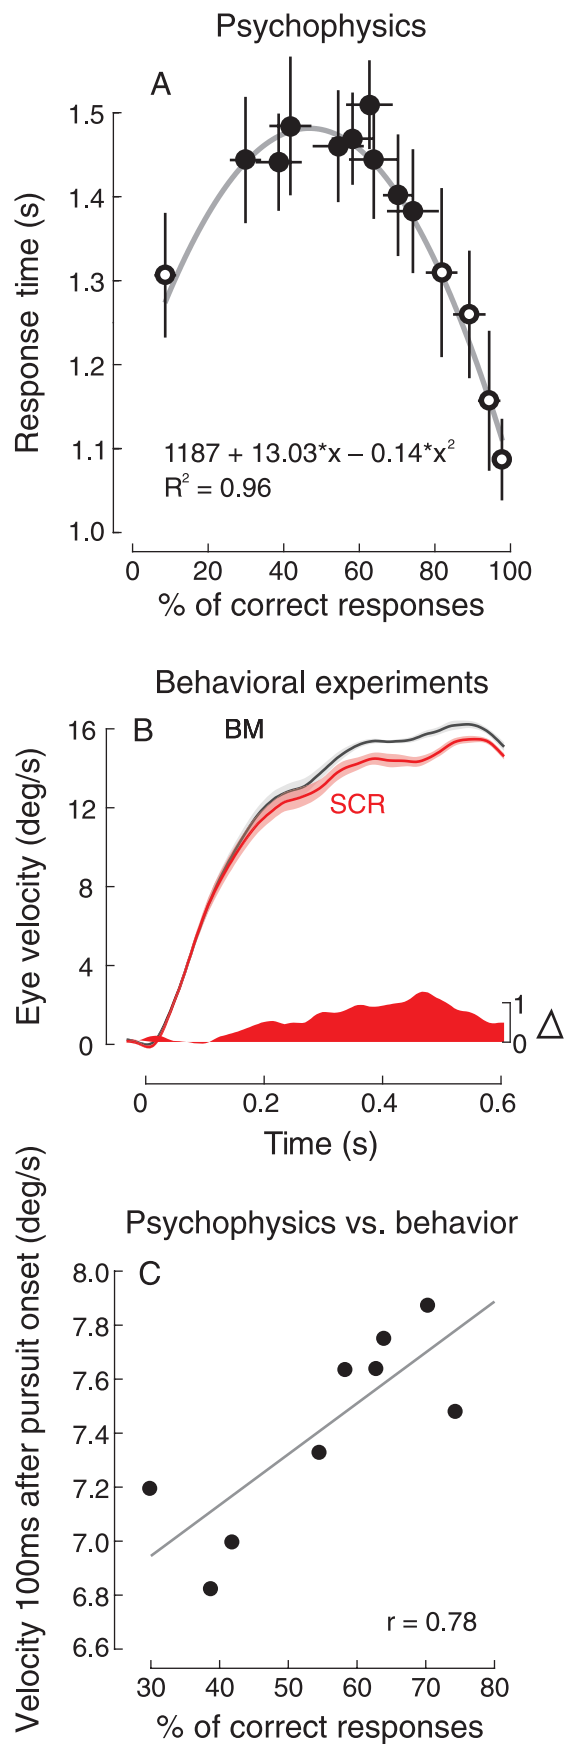 Psychophysics
A
Response time (s)
1.5
1.4
1.3
1.2
1.1
1.0
1187 + 13.03*x – 0.14*x²
R² = 0.96
0 20 40 60 80 100
% of correct responses
Behavioral experiments
B
BM
SCR
Eye velocity (deg/s)
16
12
8
4
0
1
0
Δ
0 0.2 0.4 0.6
Time (s)
Psychophysics vs. behavior
C
Velocity 100ms after pursuit onset (deg/s)
8.0
7.8
7.6
7.4
7.2
7.0
6.8
6.6
r = 0.78
30 40 50 60 70 80
% of correct responses